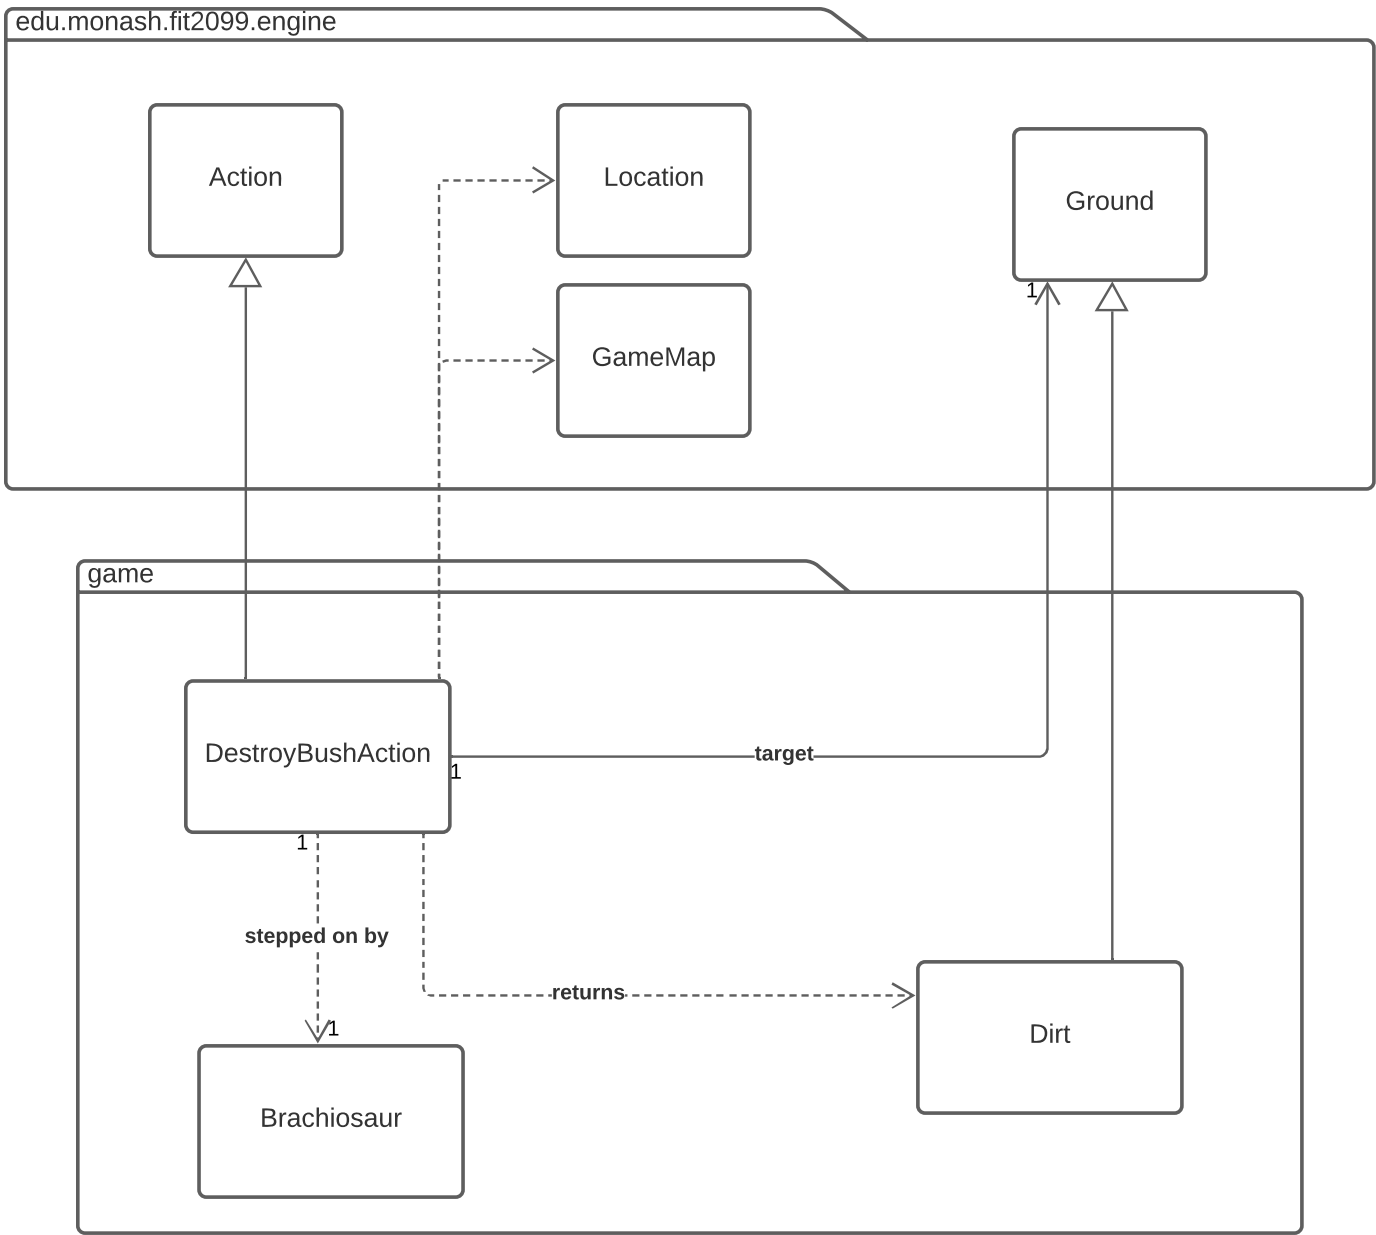 edu.monash.fit2099.engine
Action
Location
Ground
1
GameMap
game
DestroyBushAction
target
1
1
stepped on by
returns
1
Dirt
Brachiosaur